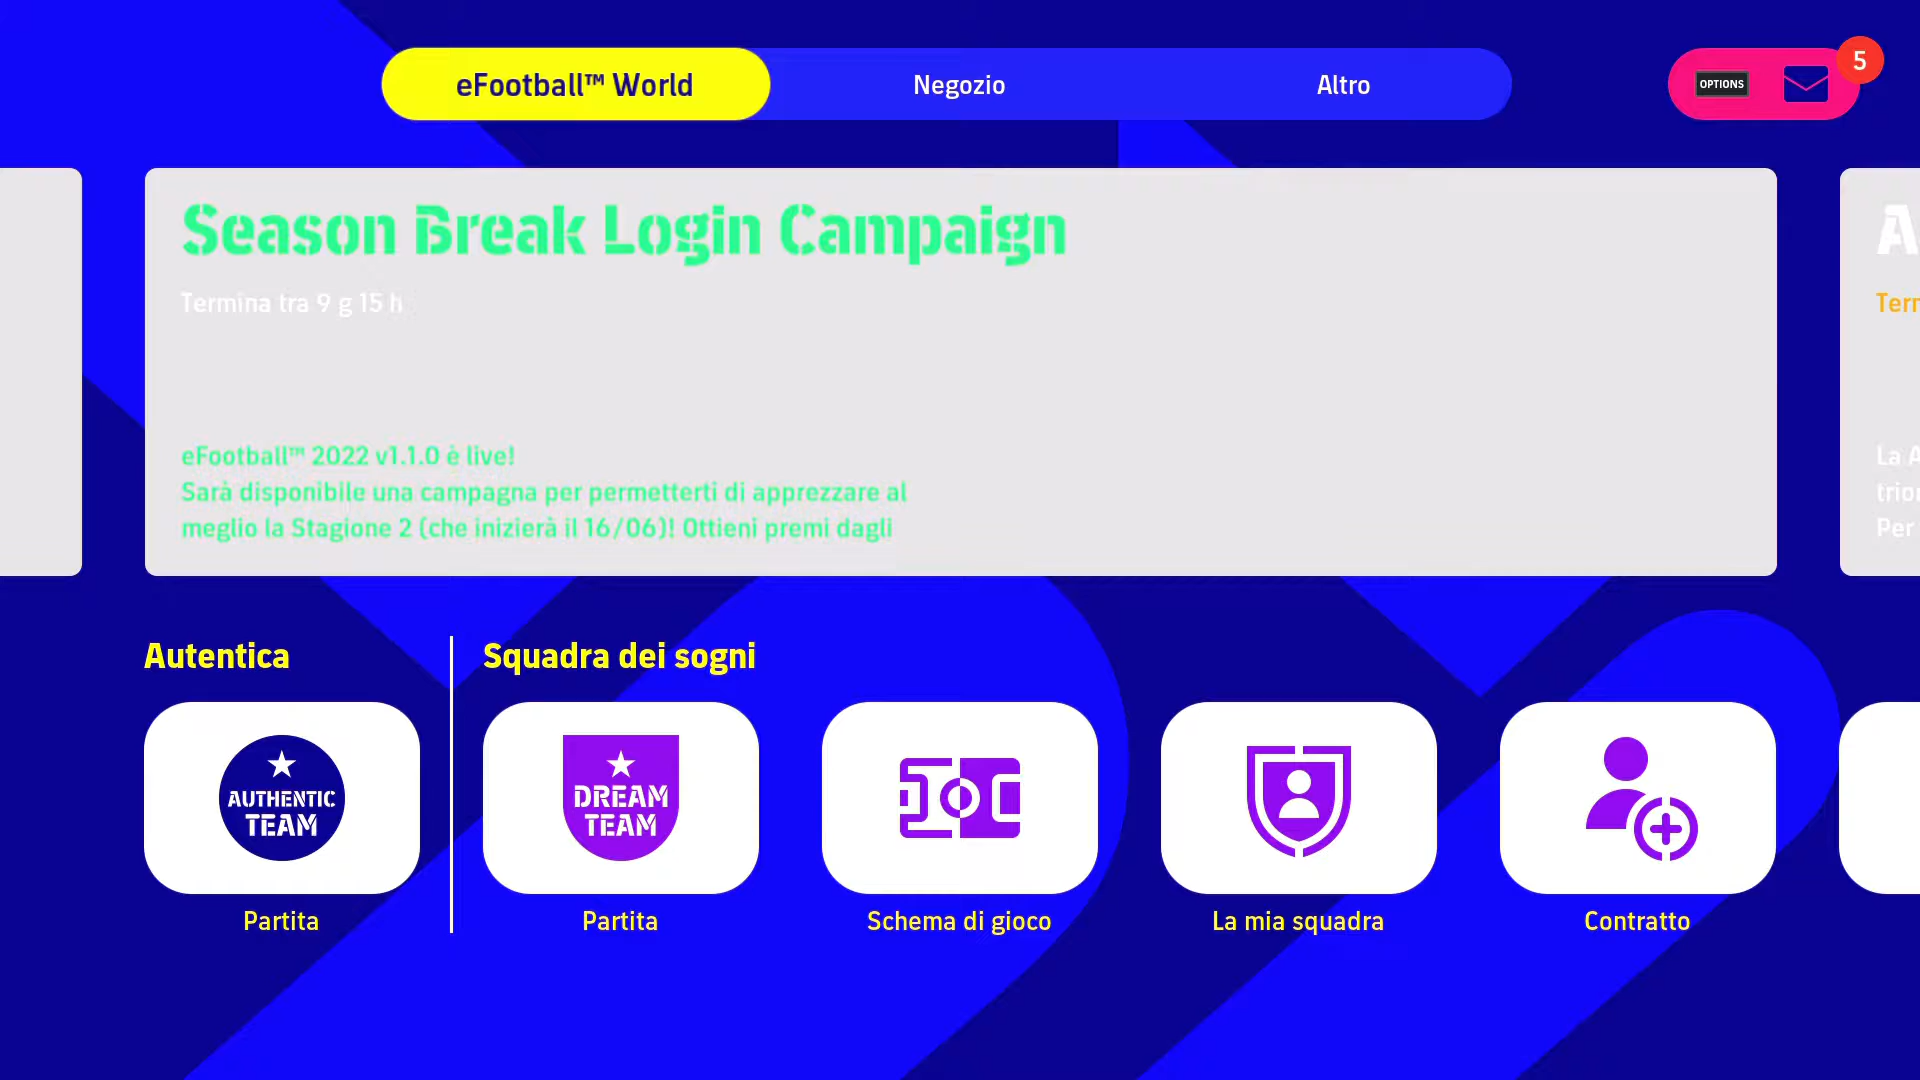 eFootball™ World
Negozio
Altro
OPTIONS
5
Season Break Login Campaign
Termina tra 9 g 15 h
eFootball™ 2022 v1.1.0 è live!
Sarà disponibile una campagna per permetterti di apprezzare al
meglio la Stagione 2 (che inizierà il 16/06)! Ottieni premi dagli
A
La A
Per
Autentica
Squadra dei sogni
AUTHENTIC
TEAM
DREAM
TEAM
Partita
Partita
Schema di gioco
La mia squadra
Contratto